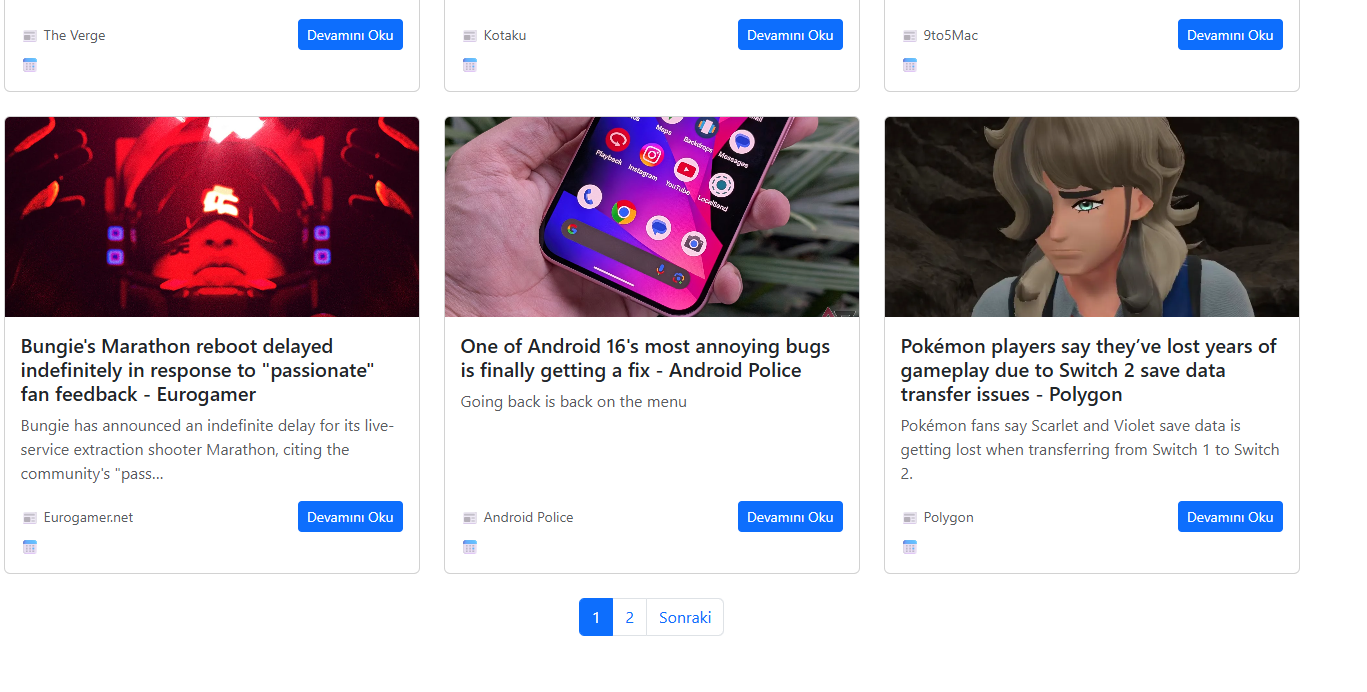 The Verge
Devamını Oku
Kotaku
Devamını Oku
9to5Mac
Devamını Oku
Playback
Instagram
Maps
YouTube
Backdrops
Messages
Bungie's Marathon reboot delayed
indefinitely in response to "passionate"
fan feedback - Eurogamer
Bungie has announced an indefinite delay for its live-
service extraction shooter Marathon, citing the
community's "pass...
Eurogamer.net
Devamını Oku
One of Android 16's most annoying bugs
is finally getting a fix - Android Police
Going back is back on the menu
Android Police
Devamını Oku
Pokémon players say they’ve lost years of
gameplay due to Switch 2 save data
transfer issues - Polygon
Pokémon fans say Scarlet and Violet save data is
getting lost when transferring from Switch 1 to Switch
2.
Polygon
Devamını Oku
1
2
Sonraki